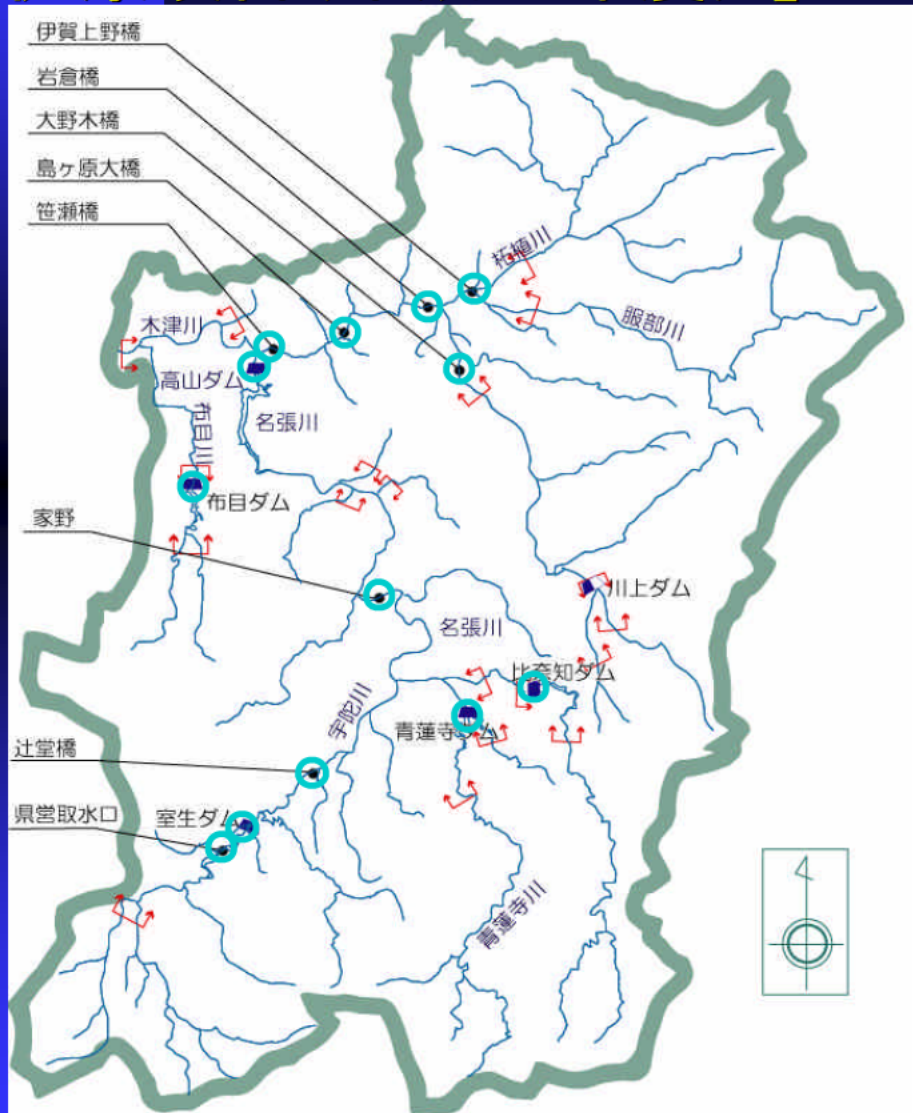 伊賀上野橋
岩倉橋
大野木橋
島ヶ原大橋
笹瀬橋
柘植川
服部川
木津川
高山ダム
名張川
布目川
布目ダム
家野
川上ダム
名張川
比奈知ダム
宇陀川
青蓮寺ダム
辻堂橋
県営取水口
室生ダム
青蓮寺川